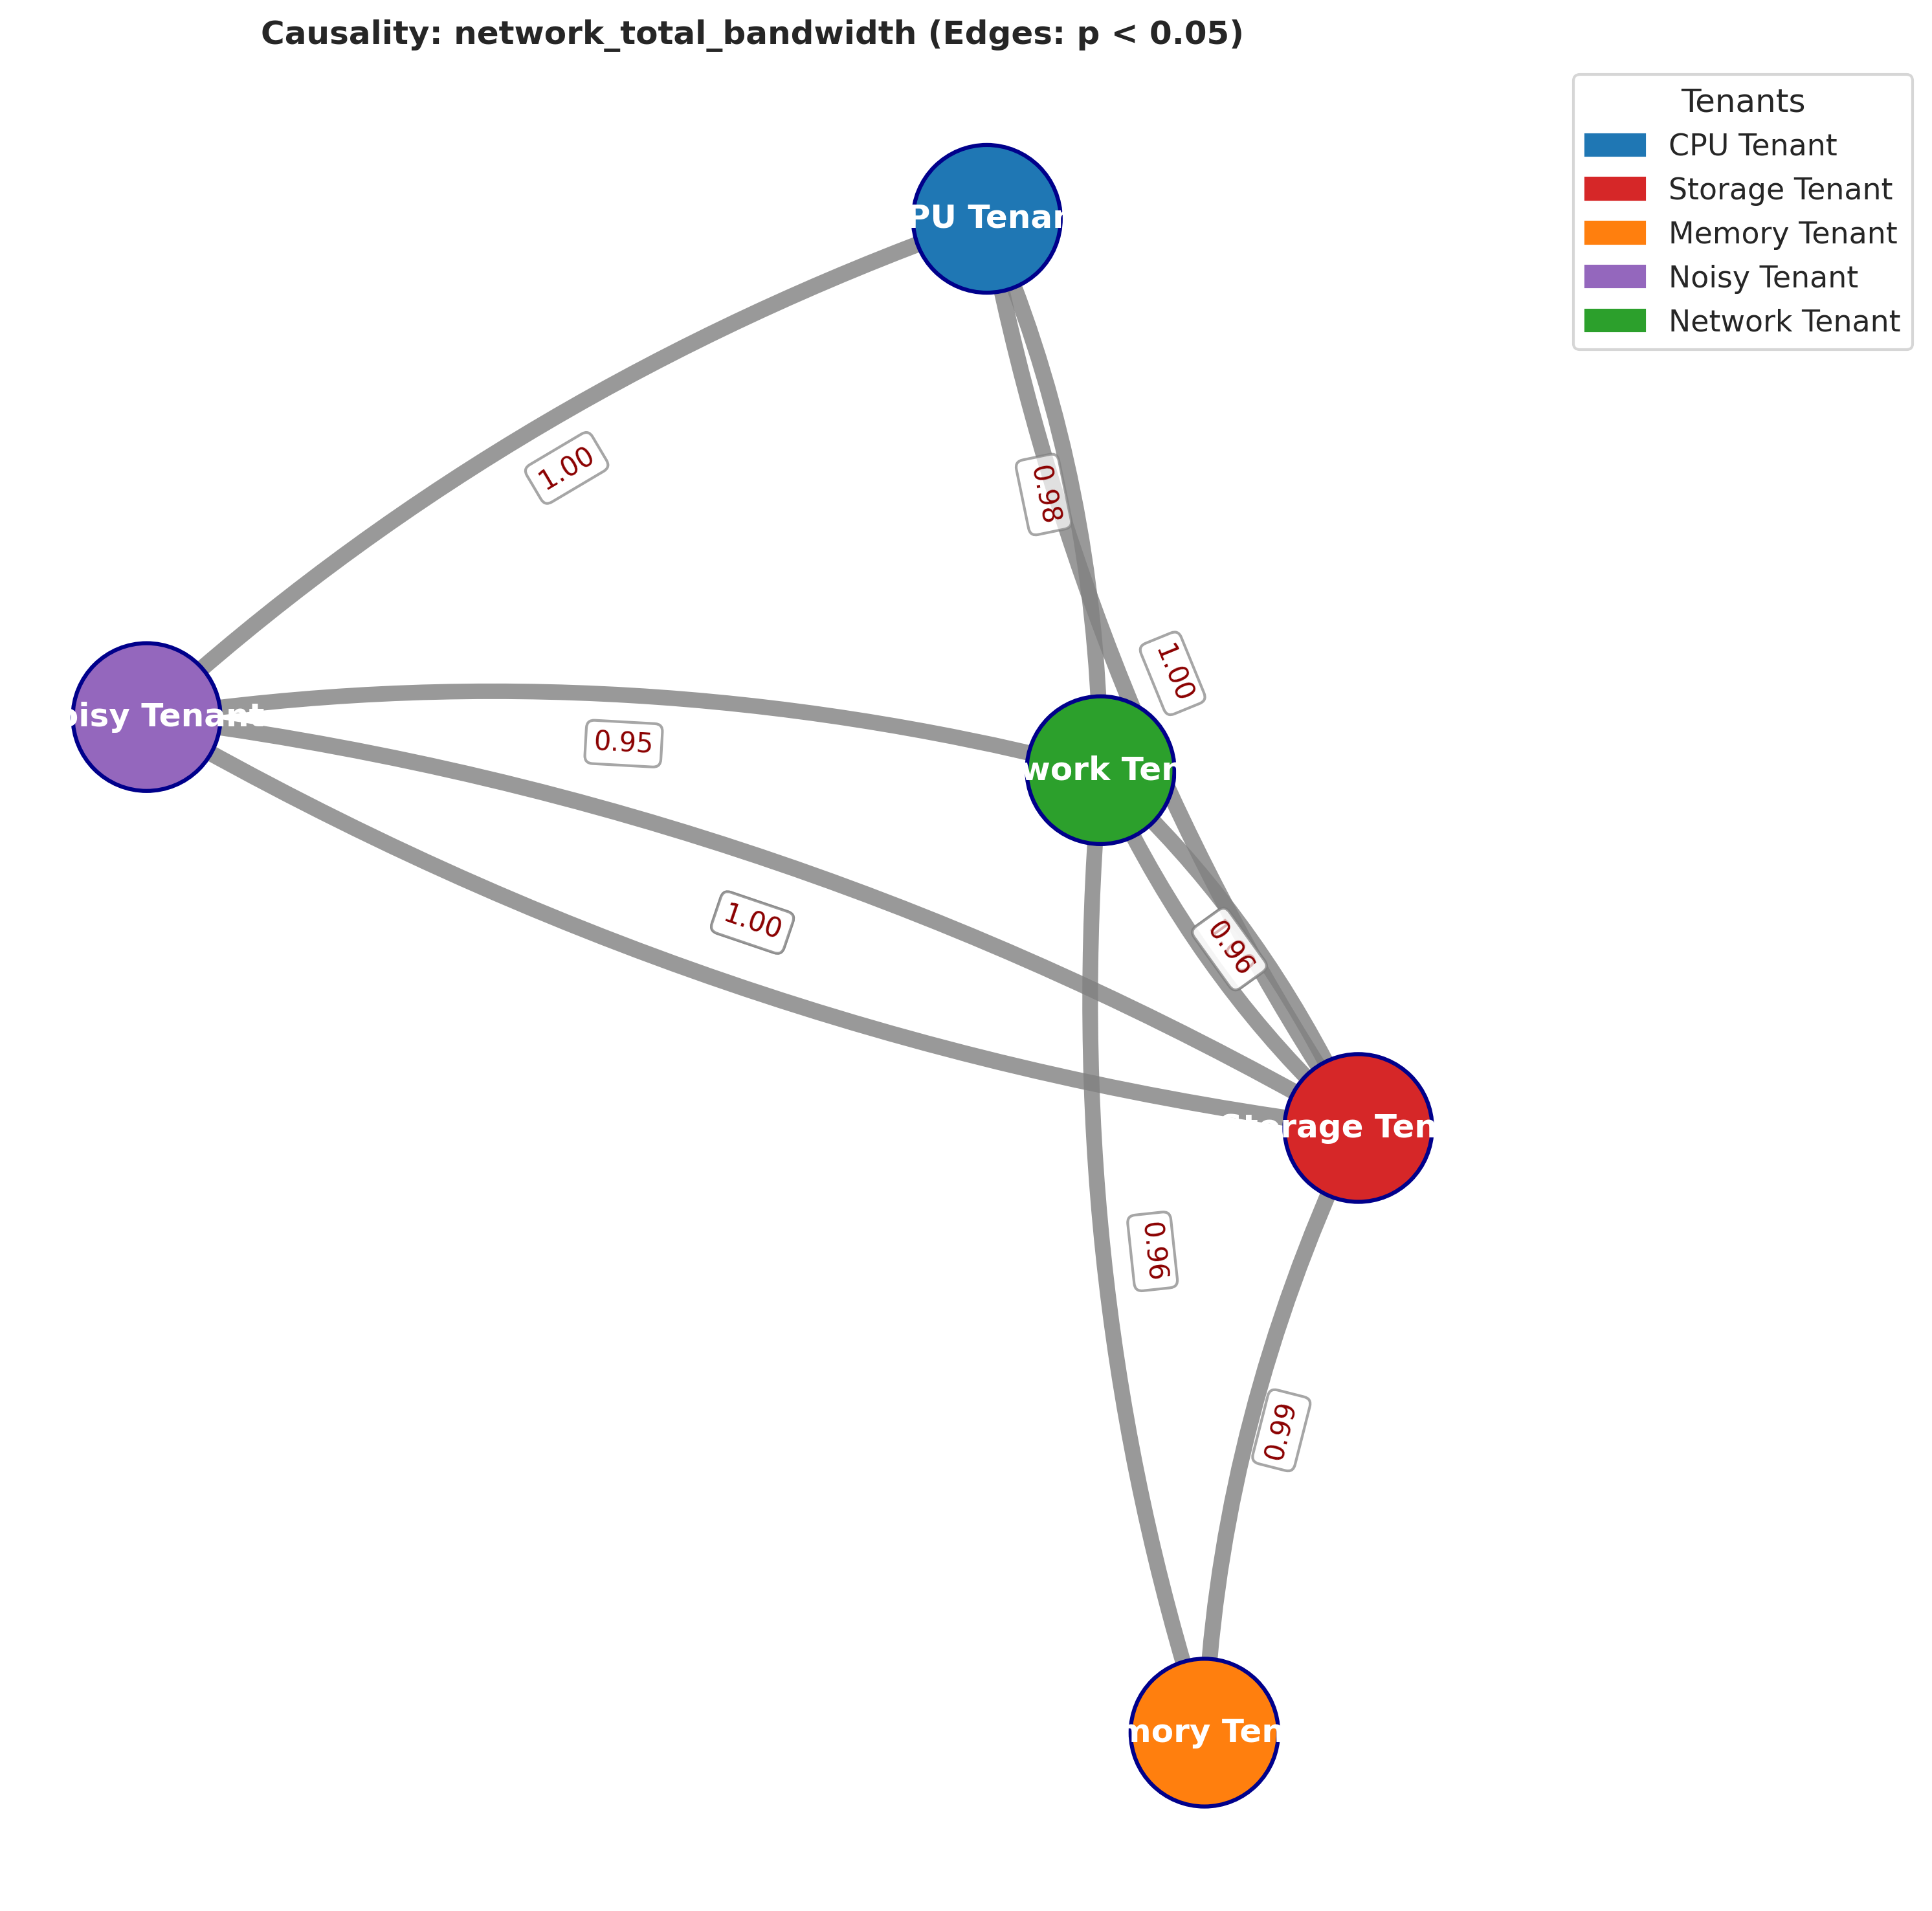 Causality: network_total_bandwidth (Edges: p < 0.05)
Tenants
CPU Tenant
Storage Tenant
Memory Tenant
Noisy Tenant
Network Tenant
PU Tenan
1.00
0.98
1.00
oisy Tenant
0.95
work Ten
1.00
0.96
orage Ten
0.96
0.99
mory Ten